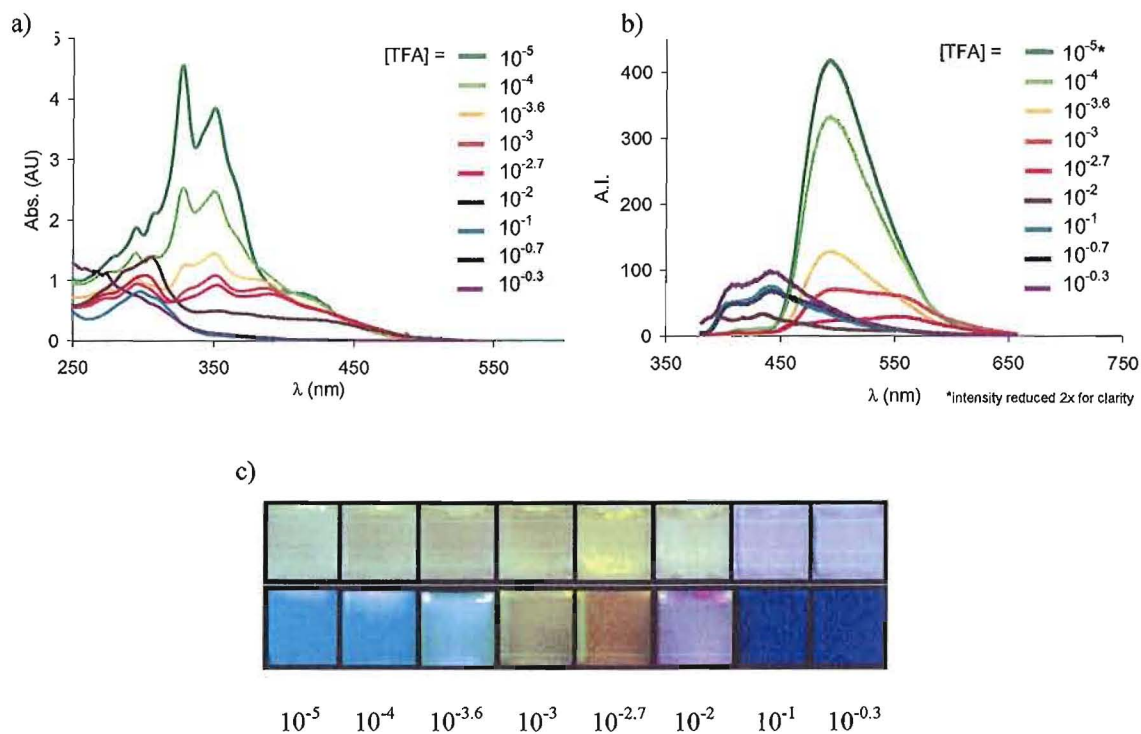 a)
[TFA] =
10⁻⁵
10⁻⁴
10⁻³·⁶
10⁻³
10⁻²·⁷
10⁻²
10⁻¹
10⁻⁰·⁷
10⁻⁰·³
Abs. (AU)
5
4
3
2
1
0
250 350 450 550
λ (nm)
b)
[TFA] =
10⁻⁵*
10⁻⁴
10⁻³·⁶
10⁻³
10⁻²·⁷
10⁻²
10⁻¹
10⁻⁰·⁷
10⁻⁰·³
A.I.
400
300
200
100
0
350 450 550 650 750
λ (nm)
*intensity reduced 2x for clarity
c)
10⁻⁵ 10⁻⁴ 10⁻³·⁶ 10⁻³ 10⁻²·⁷ 10⁻² 10⁻¹ 10⁻⁰·³